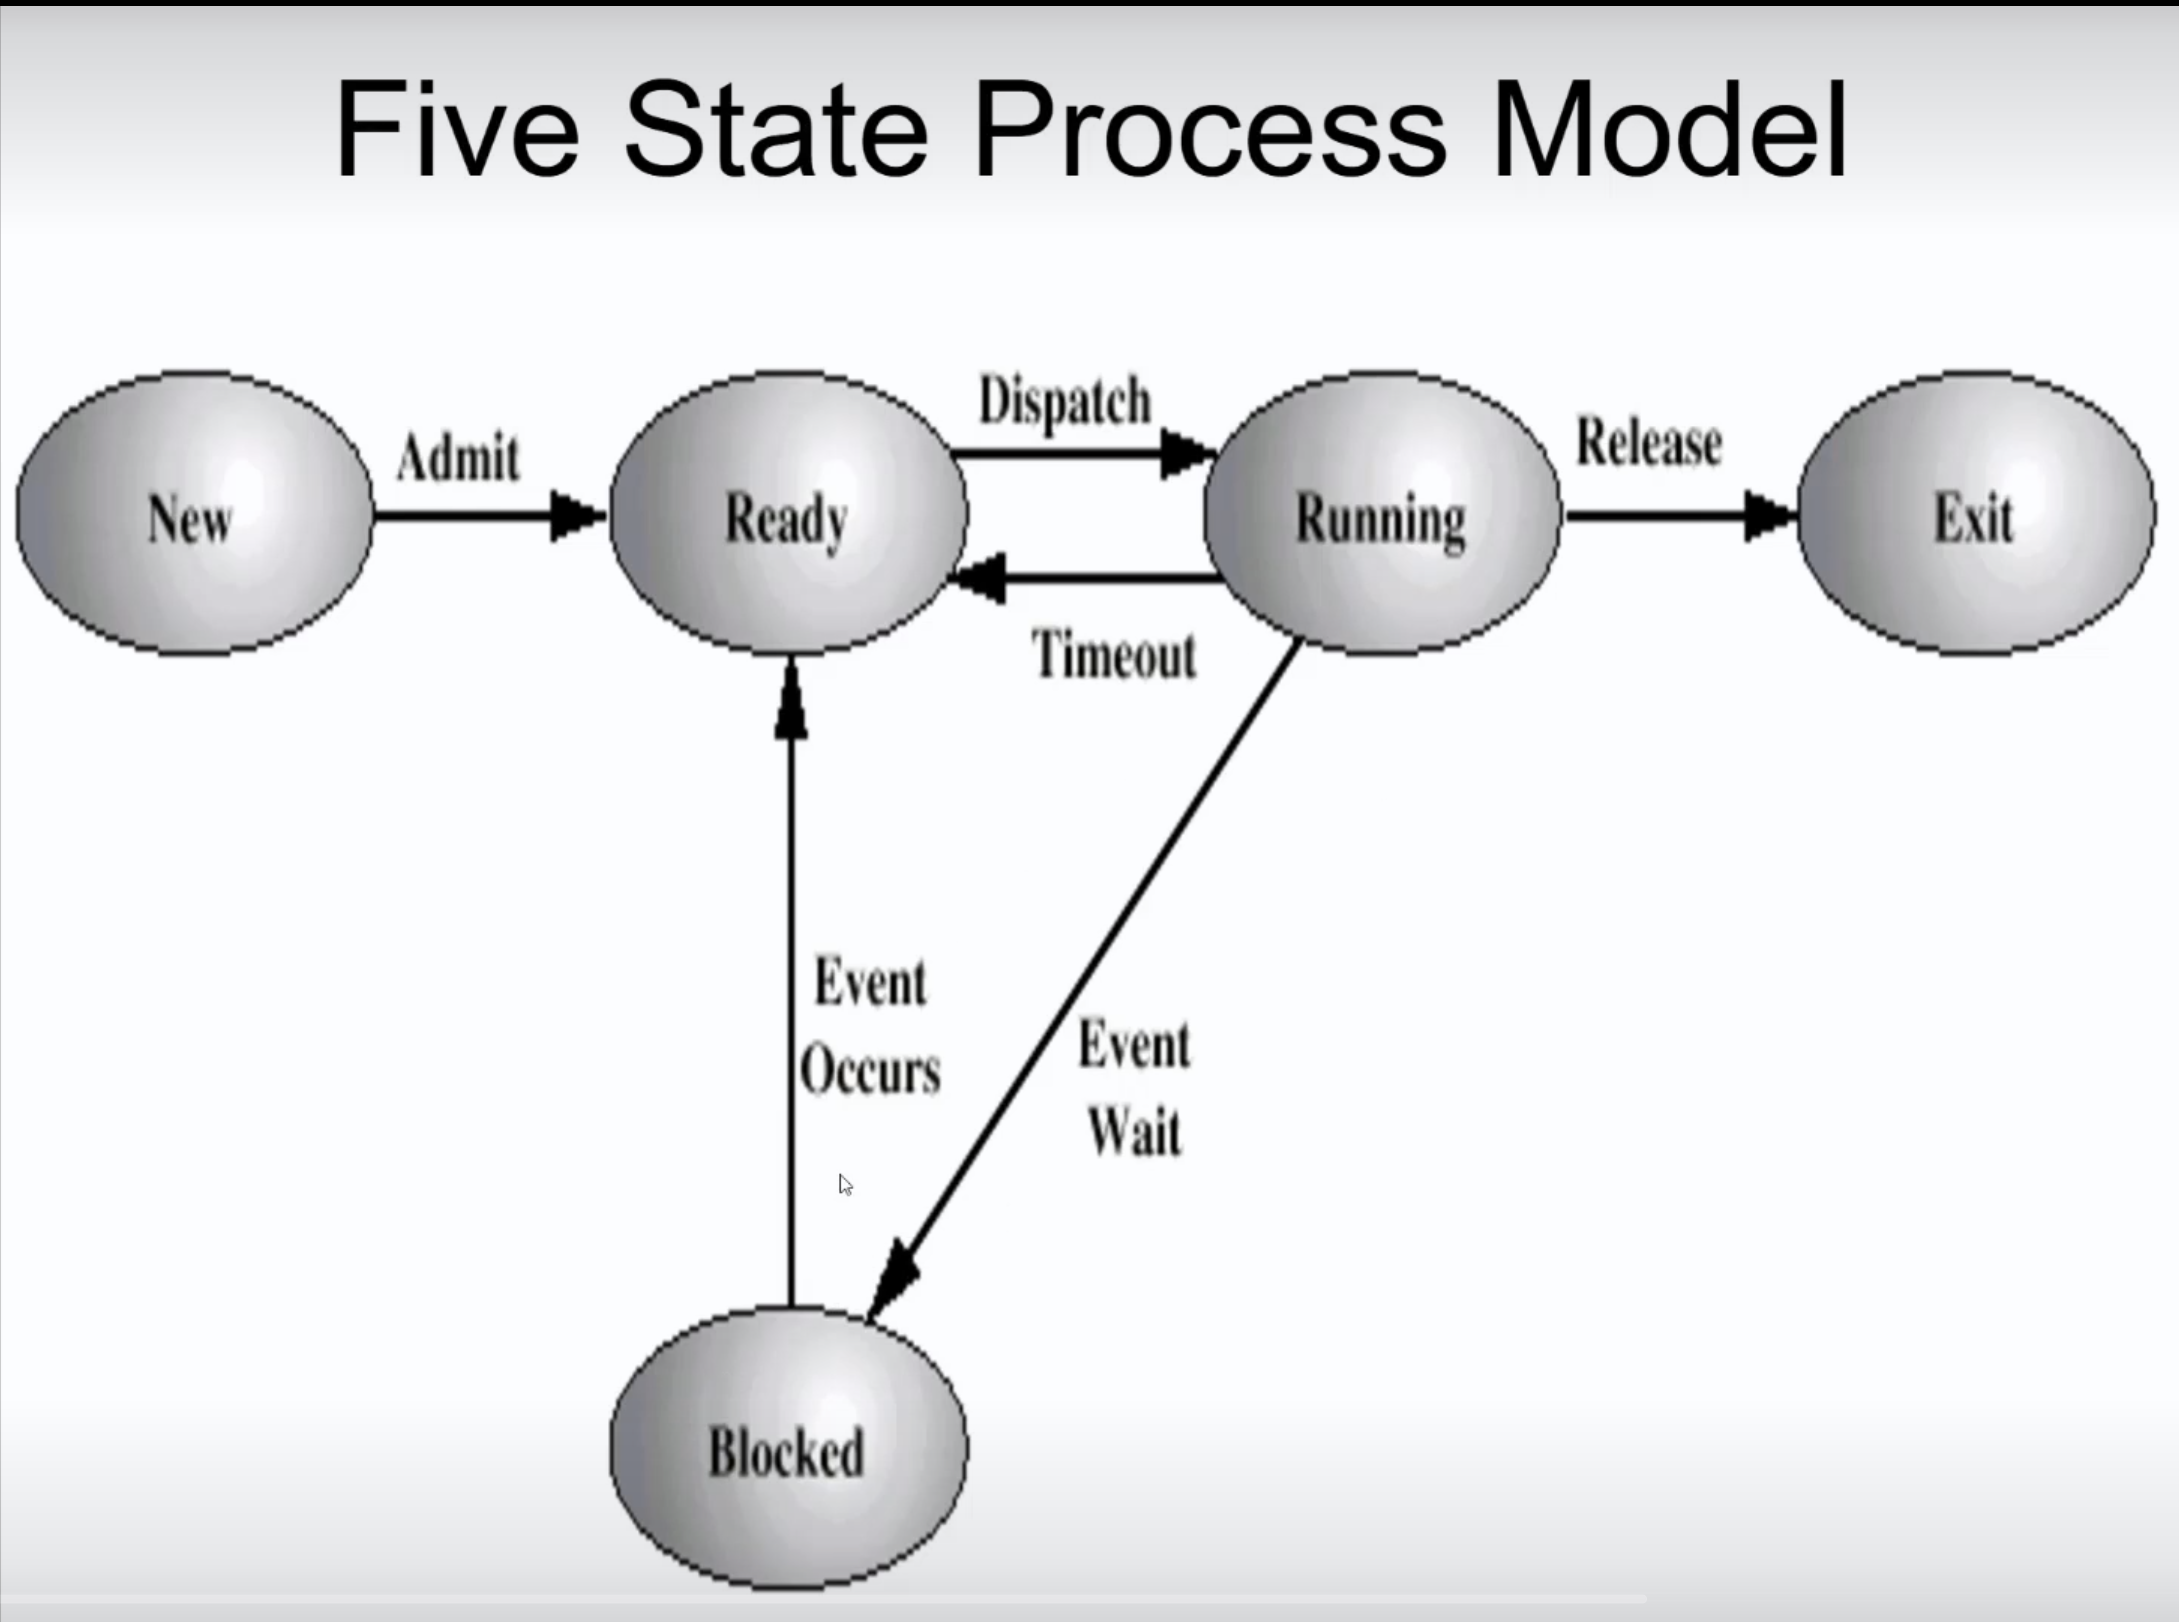 Five State Process Model
Dispatch
Admit
Release
New
Ready
Running
Exit
Timeout
Event
Occurs
Event
Wait
Blocked